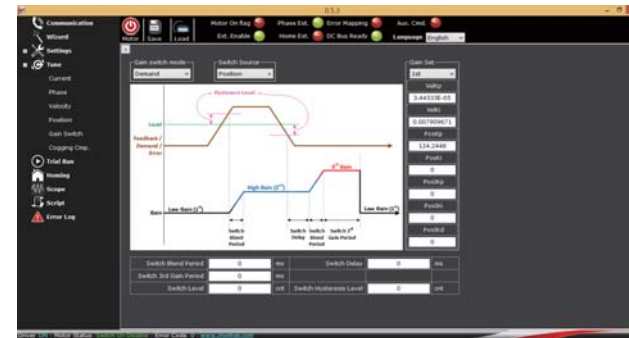 Communication
Wizard
Settings
Tune
Current
Phase
Velocity
Position
Gain Switch
Cogging Cmp.
Trial Run
Homing
Scope
Script
Error Log
Motor
Save
Load
Motor On flag
Phase Est.
Error Mapping
Aux. Cmd.
Ext. Enable
Home Est.
DC Bus Ready
Language
English
Gain switch mode
Demand
Switch Source
Position
Hysteresis Level
Level
Feedback /
Demand /
Error
Gain
Low Gain (1st)
High Gain (2nd)
3rd Gain
Low Gain (1st)
Switch Blend Period
Switch Delay
Switch Blend Period
Switch 3rd Gain Period
Gain Set
1st
VelKp
3.44333E-05
VelKi
0.007909671
PosKp
124.2448
PosKi
0
0
0
0
Switch Blend Period 0 ms Switch Delay 0 ms
Switch 3rd Gain Period 0 ms
Switch Level 0 cnt Switch Hysteresis Level 0 cnt